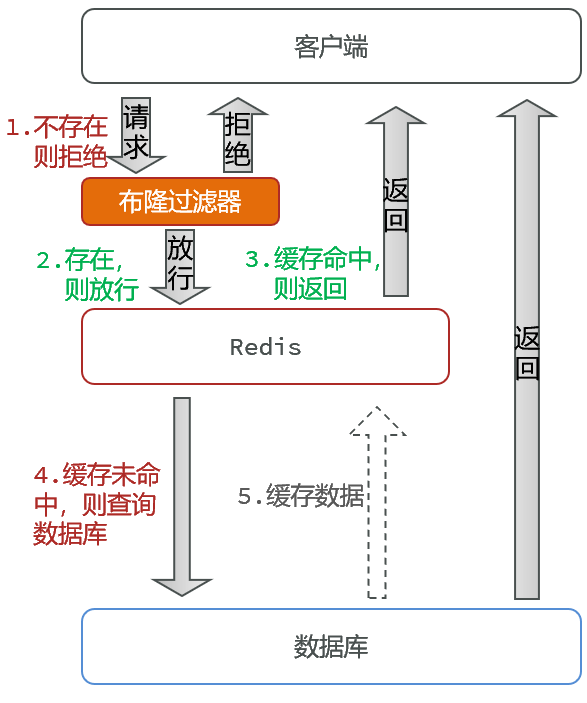 客户端
请
求
拒
绝
1.不存在
则拒绝
布隆过滤器
放
行
2.存在,
则放行
3.缓存命中,
则返回
返
回
Redis
返
回
4.缓存未命
中，则查询
数据库
5.缓存数据
数据库